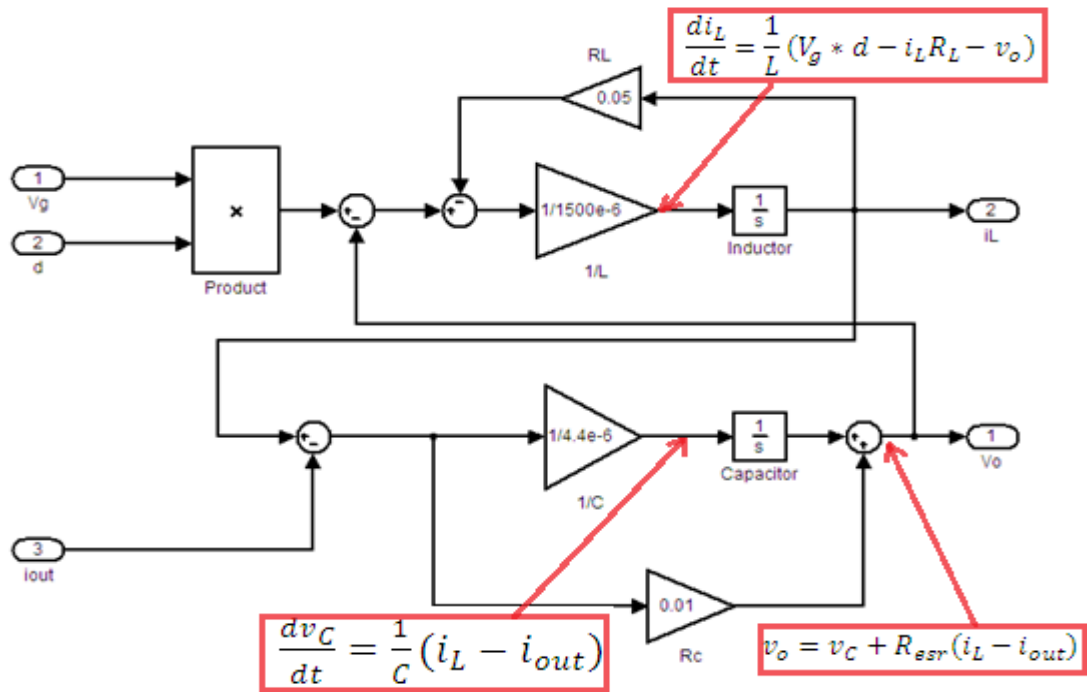 di_L/dt = 1/L (V_g * d − i_L R_L − v_o)
RL
0.05
1
Vg
2
d
×
Product
+
−
−
+
1/1500e-6
1/L
1/s
Inductor
2
iL
+
−
1/4.4e-6
1/C
1/s
Capacitor
+
+
1
Vo
3
iout
0.01
Rc
dv_C/dt = 1/C (i_L − i_out)
v_o = v_C + R_esr(i_L − i_out)